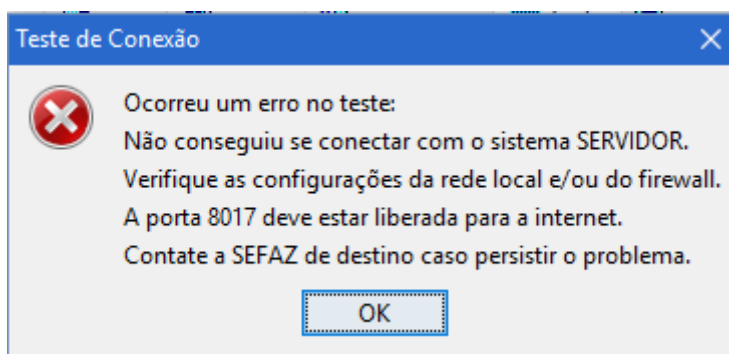 Teste de Conexão
Ocorreu um erro no teste:
Não conseguiu se conectar com o sistema SERVIDOR.
Verifique as configurações da rede local e/ou do firewall.
A porta 8017 deve estar liberada para a internet.
Contate a SEFAZ de destino caso persistir o problema.
OK